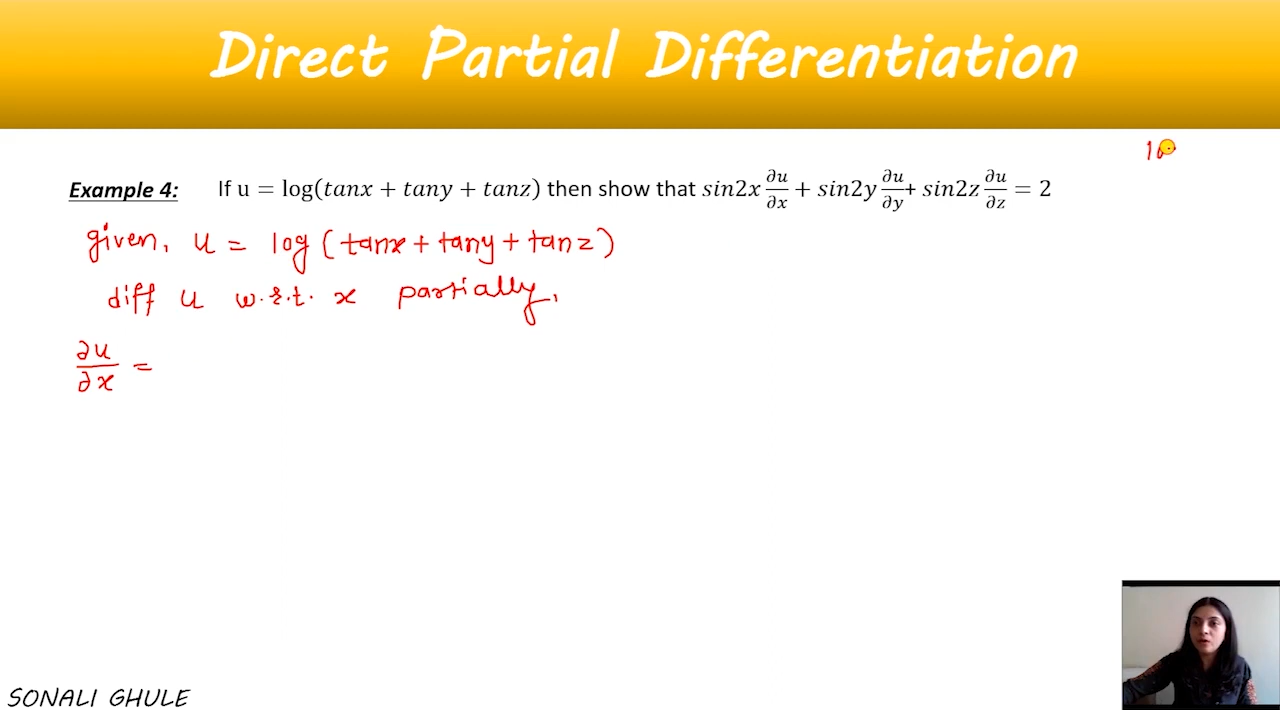 Direct Partial Differentiation
Example 4: If u = log(tanx + tany + tanz) then show that sin2x ∂u/∂x + sin2y ∂u/∂y + sin2z ∂u/∂z = 2
given, u = log (tanx + tany + tanz)
diff u w.r.t. x partially,
∂u/∂x =
SONALI GHULE